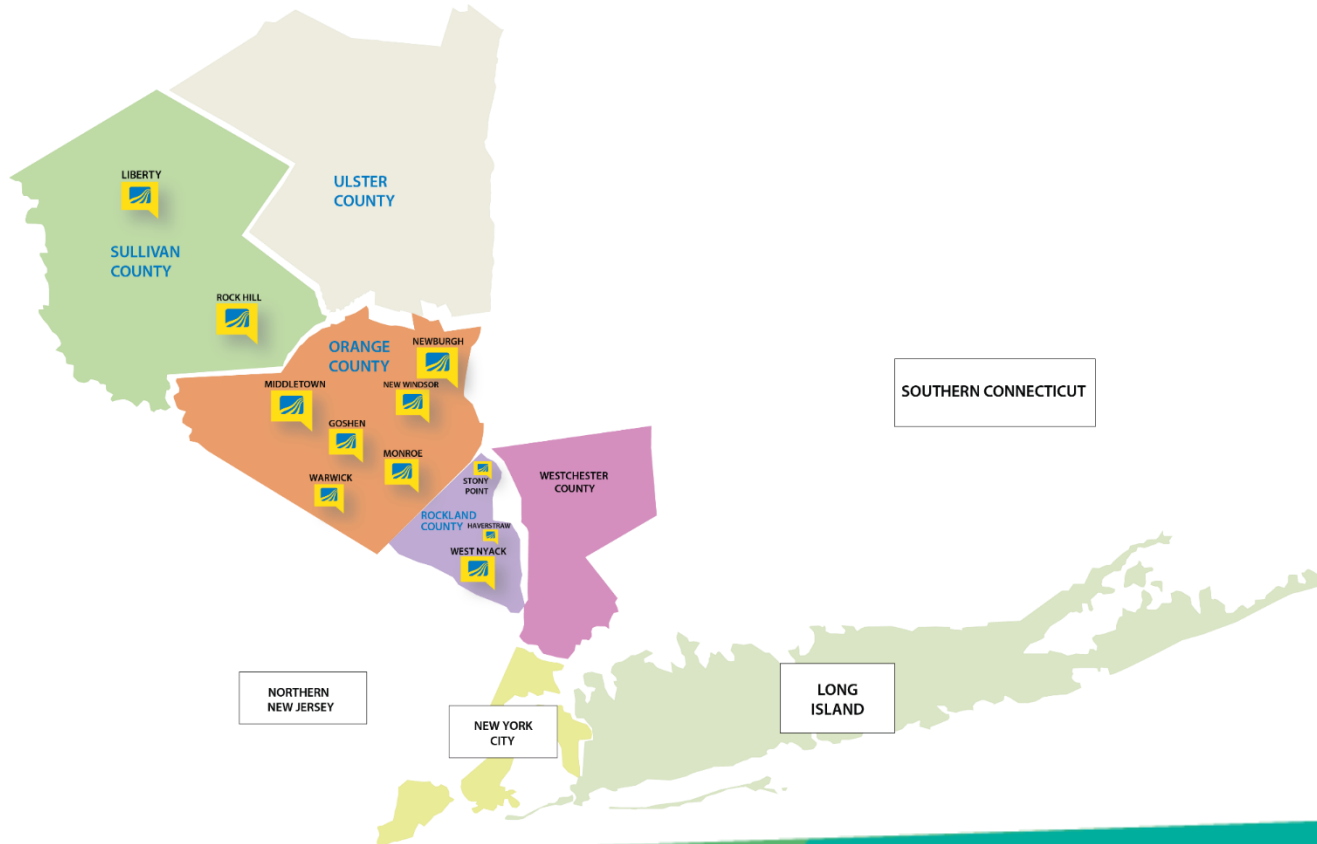 LIBERTY
ULSTER
COUNTY
SULLIVAN
COUNTY
ROCK HILL
ORANGE
COUNTY
NEWBURGH
MIDDLETOWN
NEW WINDSOR
GOSHEN
MONROE
WARWICK
SOUTHERN CONNECTICUT
STONY
POINT
WESTCHESTER
COUNTY
ROCKLAND
COUNTY
HAVERSTRAW
WEST NYACK
NORTHERN
NEW JERSEY
NEW YORK
CITY
LONG
ISLAND